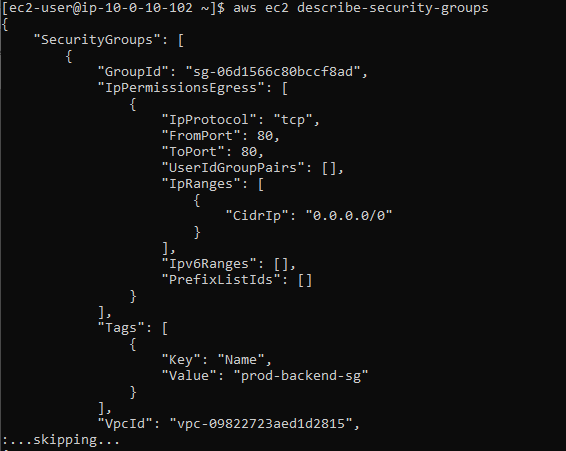 [ec2-user@ip-10-0-10-102 ~]$ aws ec2 describe-security-groups
{
    "SecurityGroups": [
        {
            "GroupId": "sg-06d1566c80bccf8ad",
            "IpPermissionsEgress": [
                {
                    "IpProtocol": "tcp",
                    "FromPort": 80,
                    "ToPort": 80,
                    "UserIdGroupPairs": [],
                    "IpRanges": [
                        {
                            "CidrIp": "0.0.0.0/0"
                        }
                    ],
                    "Ipv6Ranges": [],
                    "PrefixListIds": []
                }
            ],
            "Tags": [
                {
                    "Key": "Name",
                    "Value": "prod-backend-sg"
                }
            ],
            "VpcId": "vpc-09822723aed1d2815",
:...skipping...